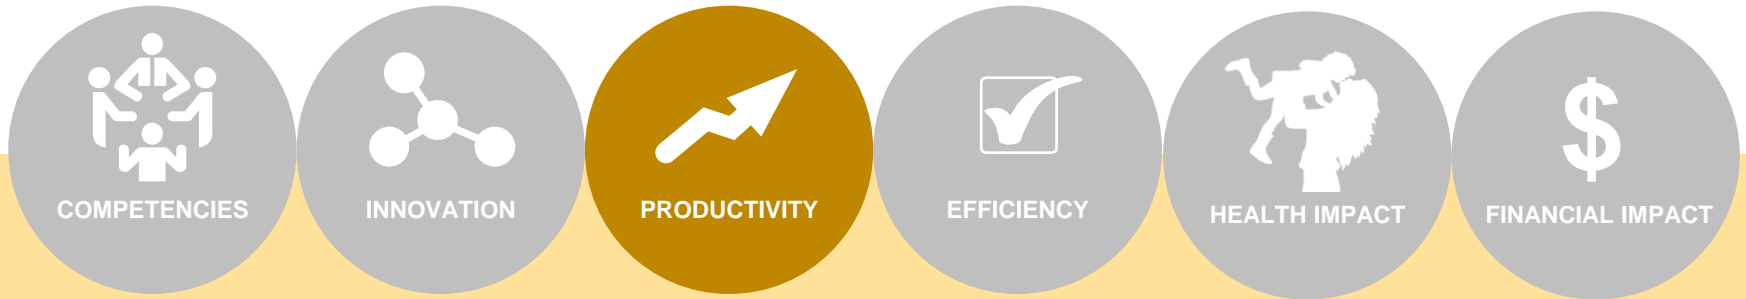 COMPETENCIES
INNOVATION
PRODUCTIVITY
EFFICIENCY
HEALTH IMPACT
$
FINANCIAL IMPACT